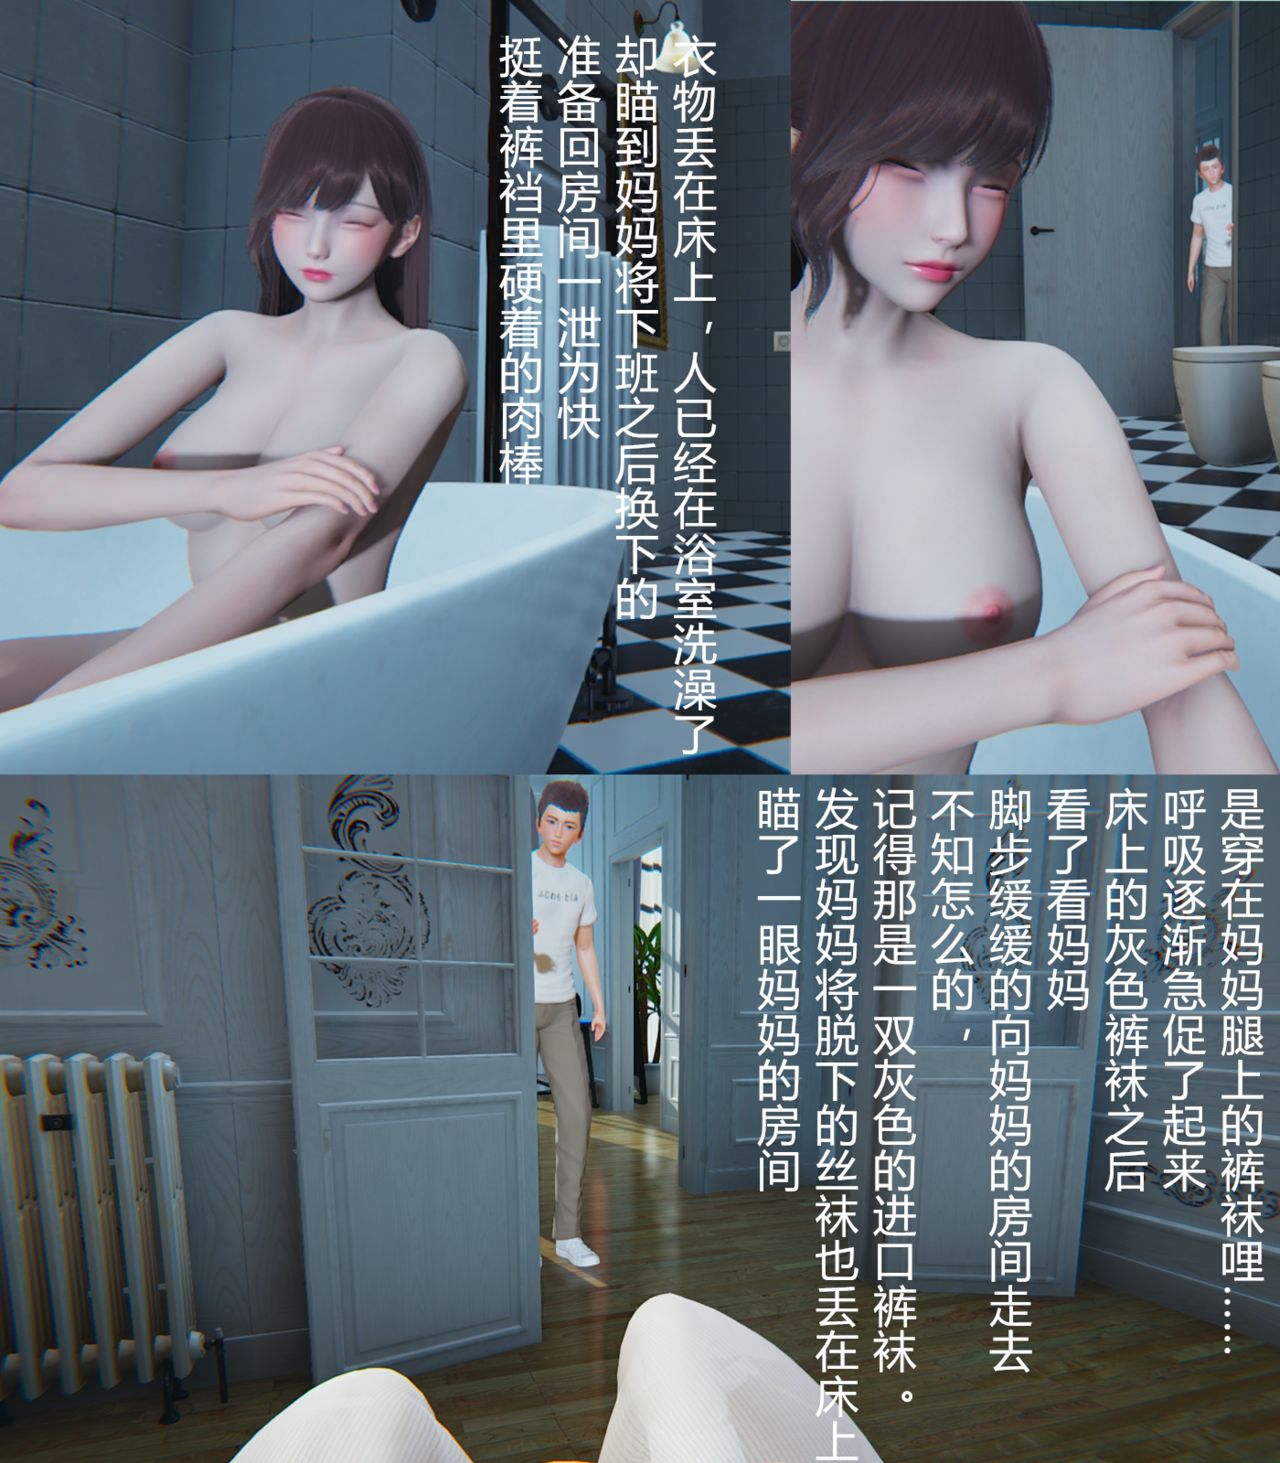 挺着裤裆里硬着的肉棒
准备回房间一泄为快
却瞄到妈妈将下班之后换下的
衣物丢在床上，人已经在浴室洗澡了
瞄了一眼妈妈的房间
发现妈妈将脱下的丝袜也丢在床上
记得那是一双灰色的进口裤袜。
不知怎么的，
脚步缓缓的向妈妈的房间走去
看了看妈妈
床上的灰色裤袜之后
呼吸逐渐急促了起来
是穿在妈妈腿上的裤袜哩……
ふじわら たくみ